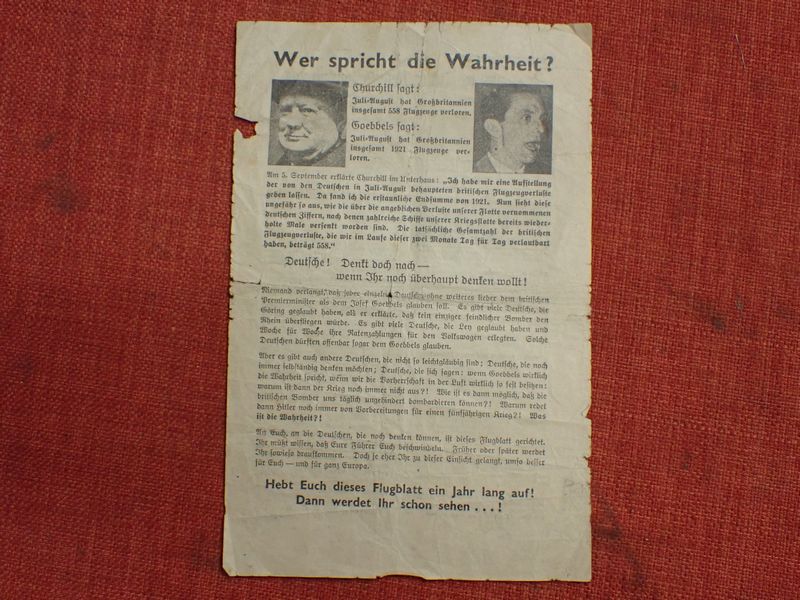 Wer spricht die Wahrheit?
Churchill sagt:
Juli-August hat Großbritannien
insgesamt 558 Flugzeuge verloren.
Goebbels sagt:
Juli-August hat Großbritannien
insgesamt 1921 Flugzeuge ver-
loren.
Am 5. September erklärte Churchill im Unterhaus: „Ich habe mir eine Aufstellung
der von den Deutschen in Juli-August behaupteten britischen Flugzeugverluste
geben lassen. Da fand ich die erstaunliche Endsumme von 1921. Nun sieht diese
ungefähr so aus, wie die über die angeblichen Verluste unserer Flotte vernommenen
deutschen Ziffern, nach denen zahlreiche Schiffe unserer Kriegsflotte bereits wieder-
holte Male versenkt worden sind. Die tatsächliche Gesamtzahl der britischen
Flugzeugverluste, die wir im Laufe dieser zwei Monate Tag für Tag verlautbart
haben, beträgt 558.“
Deutsche! Denkt doch nach—
wenn Ihr noch überhaupt denken wollt!
Niemand verlangt, daß jeder einzelne Deutsche ohne weiteres lieber dem britischen
Premierminister als dem Josef Goebbels glauben soll. Es gibt viele Deutsche, die
Göring geglaubt haben, als er erklärte, daß kein einziger feindlicher Bomber den
Rhein überfliegen würde. Es gibt viele Deutsche, die Ley geglaubt haben und
Woche für Woche ihre Ratenzahlungen für den Volkswagen erlegten. Solche
Deutschen dürften offenbar sogar dem Goebbels glauben.
Aber es gibt auch andere Deutschen, die nicht so leichtgläubig sind; Deutsche, die noch
immer selbständig denken möchten; Deutsche, die sich sagen: wenn Goebbels wirklich
die Wahrheit spricht, wenn wir die Vorherrschaft in der Luft wirklich so fest besitzen:
warum ist dann der Krieg noch immer nicht aus?! Wie ist es dann möglich, daß die
britischen Bomber uns täglich ungehindert bombardieren können?! Warum redet
dann Hitler noch immer von Vorbereitungen für einen fünfjährigen Krieg?! Was
ist die Wahrheit?!
An Euch, an die Deutschen, die noch denken können, ist dieses Flugblatt gerichtet.
Ihr müßt wissen, daß Eure Führer Euch beschwindeln. Früher oder später werdet
Ihr sowieso draufkommen. Doch je eher Ihr zu dieser Einsicht gelangt, umso besser
für Euch—und für ganz Europa.
Hebt Euch dieses Flugblatt ein Jahr lang auf!
Dann werdet Ihr schon sehen . . . !